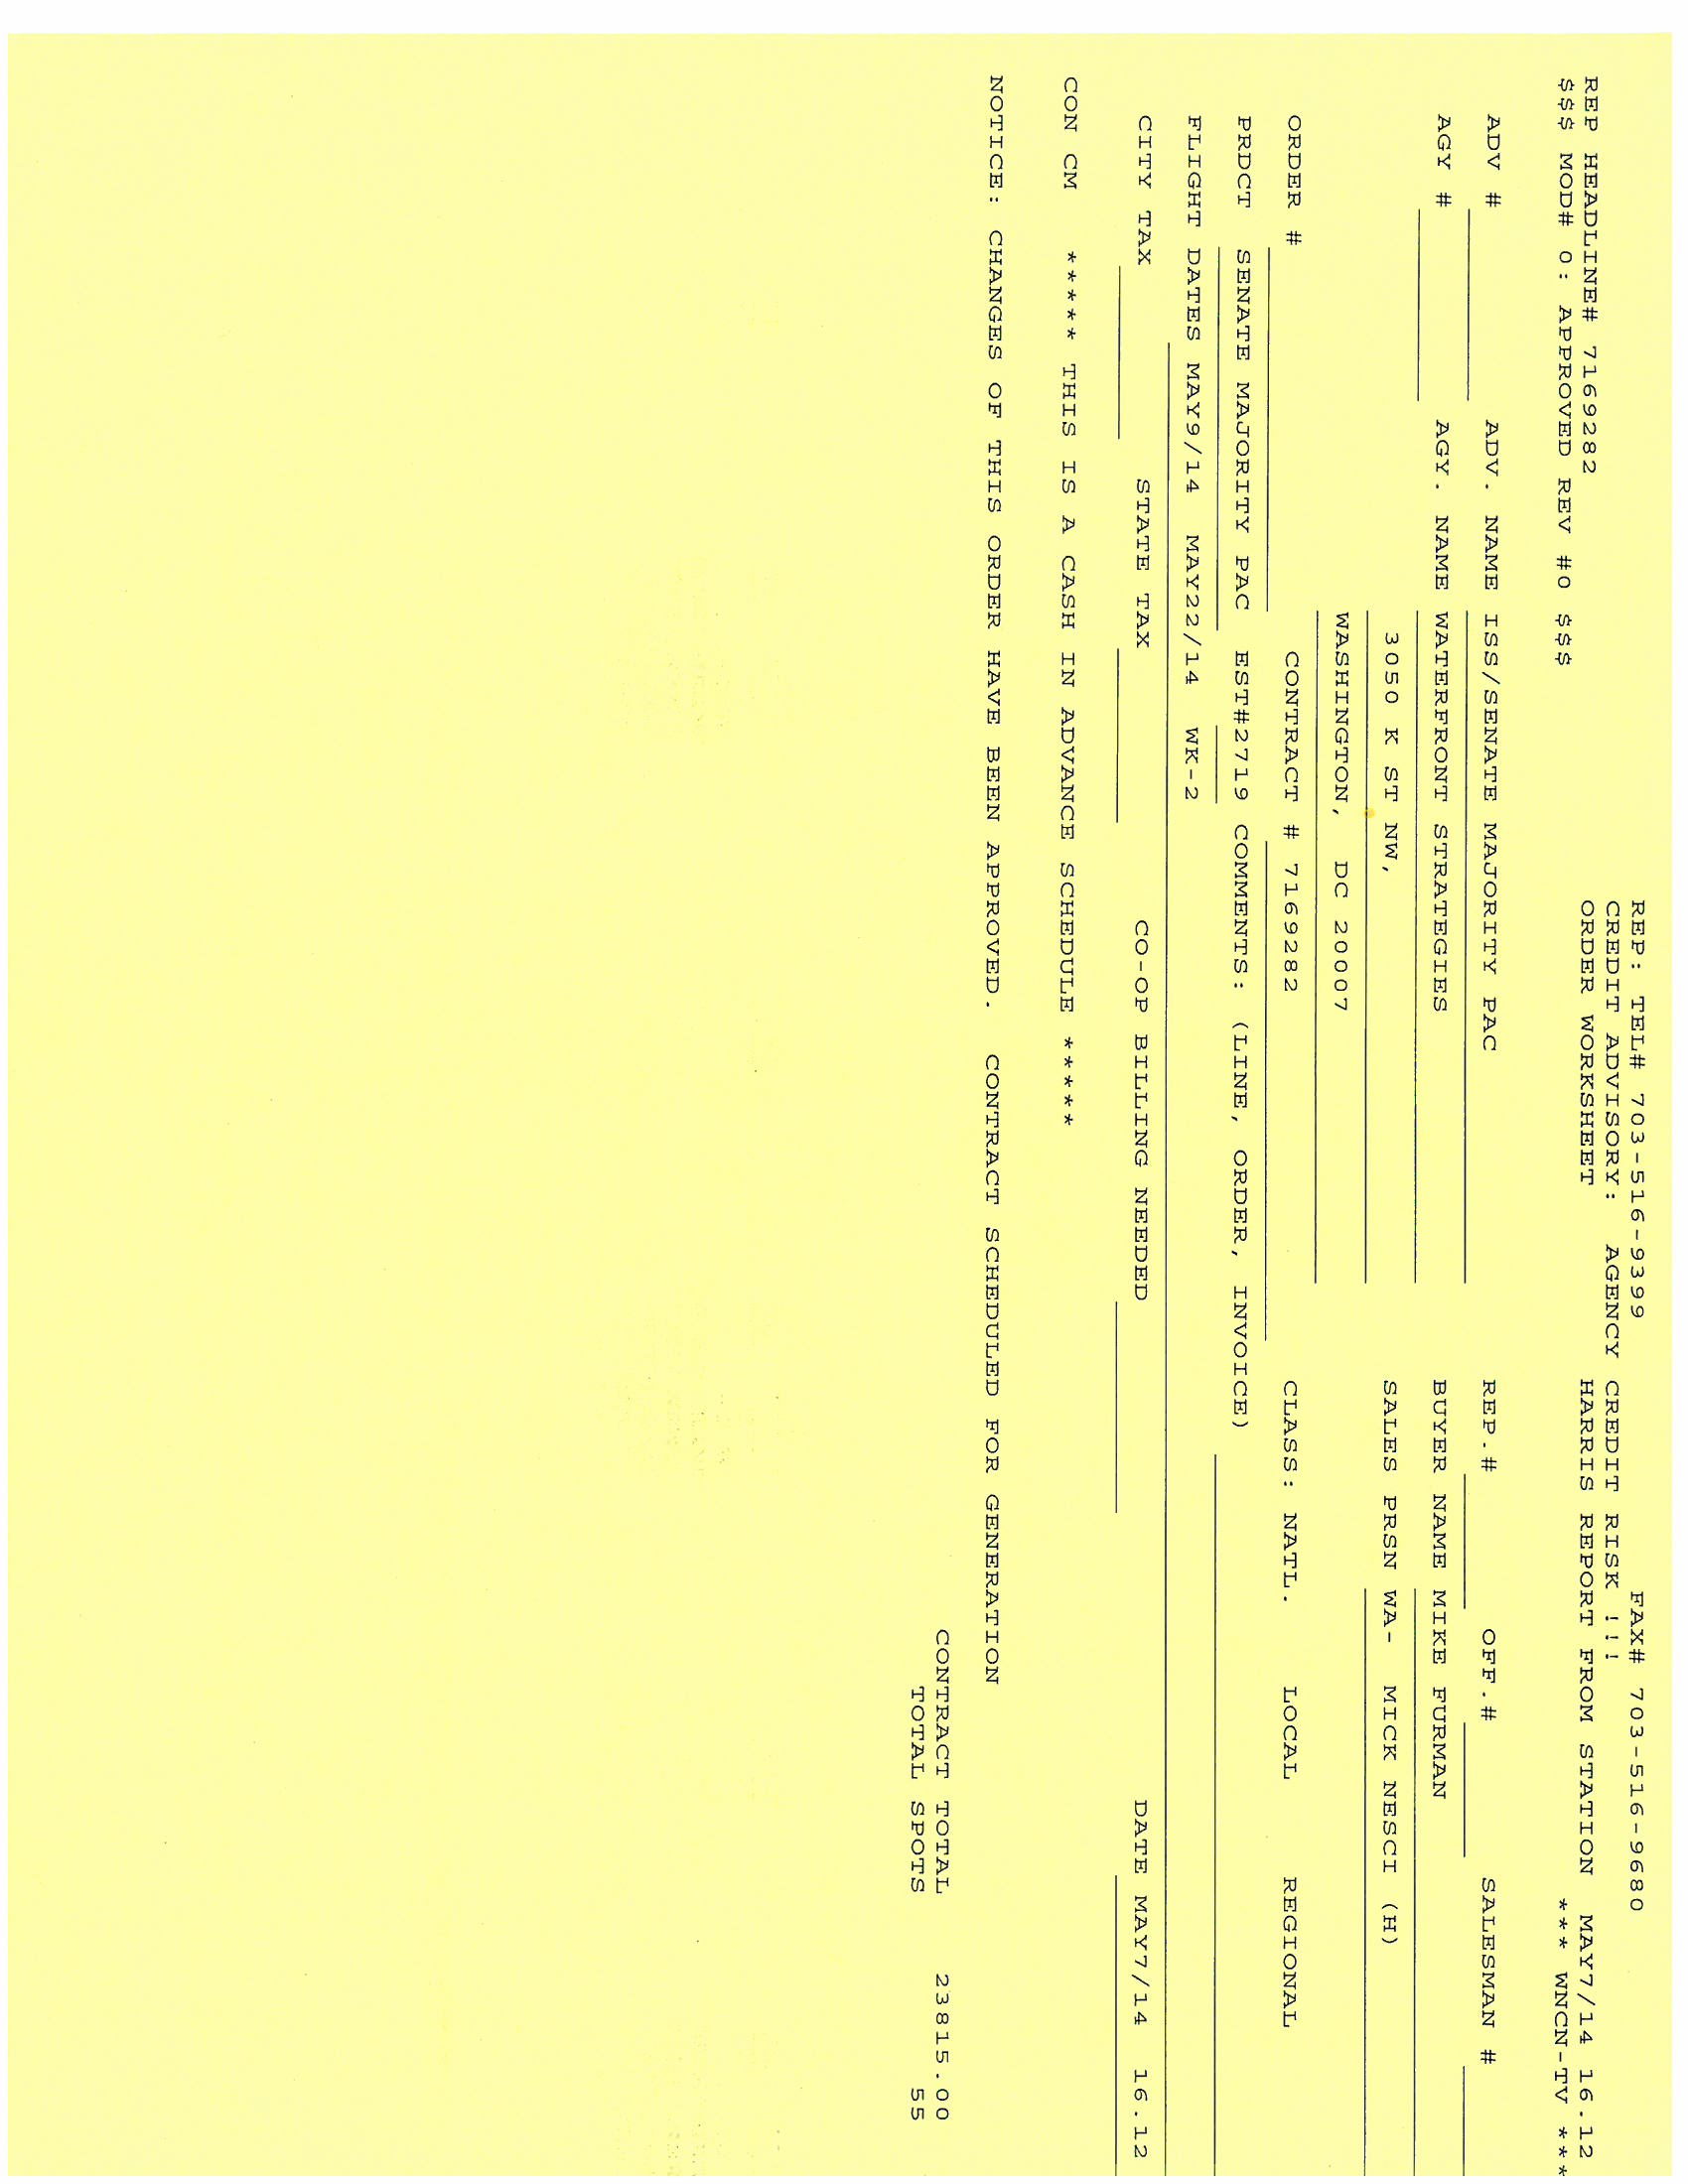 REP: TEL# 703-516-9399 FAX# 703-516-9680
CREDIT ADVISORY: AGENCY CREDIT RISK !!!
REP HEADLINE# 7169282 ORDER WORKSHEET HARRIS REPORT FROM STATION MAY7/14 16.12
$$$ MOD# 0: APPROVED REV #0 $$$ *** WNCN-TV ***
ADV # ADV. NAME ISS/SENATE MAJORITY PAC REP.# OFF.# SALESMAN #
AGY # AGY. NAME WATERFRONT STRATEGIES BUYER NAME MIKE FURMAN
3050 K ST NW, SALES PRSN WA- MICK NESCI (H)
WASHINGTON, DC 20007
ORDER # CONTRACT # 7169282 CLASS: NATL. LOCAL REGIONAL
PRDCT SENATE MAJORITY PAC EST#2719 COMMENTS: (LINE, ORDER, INVOICE)
FLIGHT DATES MAY9/14 MAY22/14 WK-2
CITY TAX STATE TAX CO-OP BILLING NEEDED DATE MAY7/14 16.12
CON CM ***** THIS IS A CASH IN ADVANCE SCHEDULE *****
NOTICE: CHANGES OF THIS ORDER HAVE BEEN APPROVED. CONTRACT SCHEDULED FOR GENERATION
CONTRACT TOTAL 23815.00
TOTAL SPOTS 55